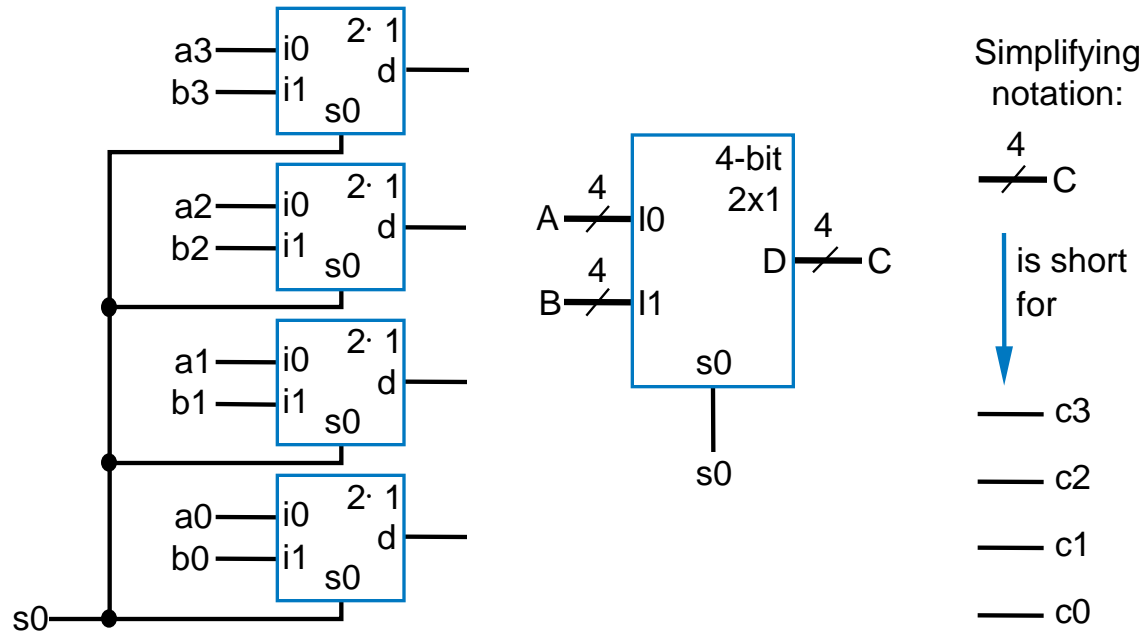 2· 1
a3 i0
d
b3 i1
s0
2· 1
a2 i0
d
b2 i1
s0
2· 1
a1 i0
d
b1 i1
s0
2· 1
a0 i0
d
b0 i1
s0
s0
4-bit
2x1
4
A I0
4
D C
4
B I1
s0
s0
Simplifying
notation:
4
C
is short
for
c3
c2
c1
c0